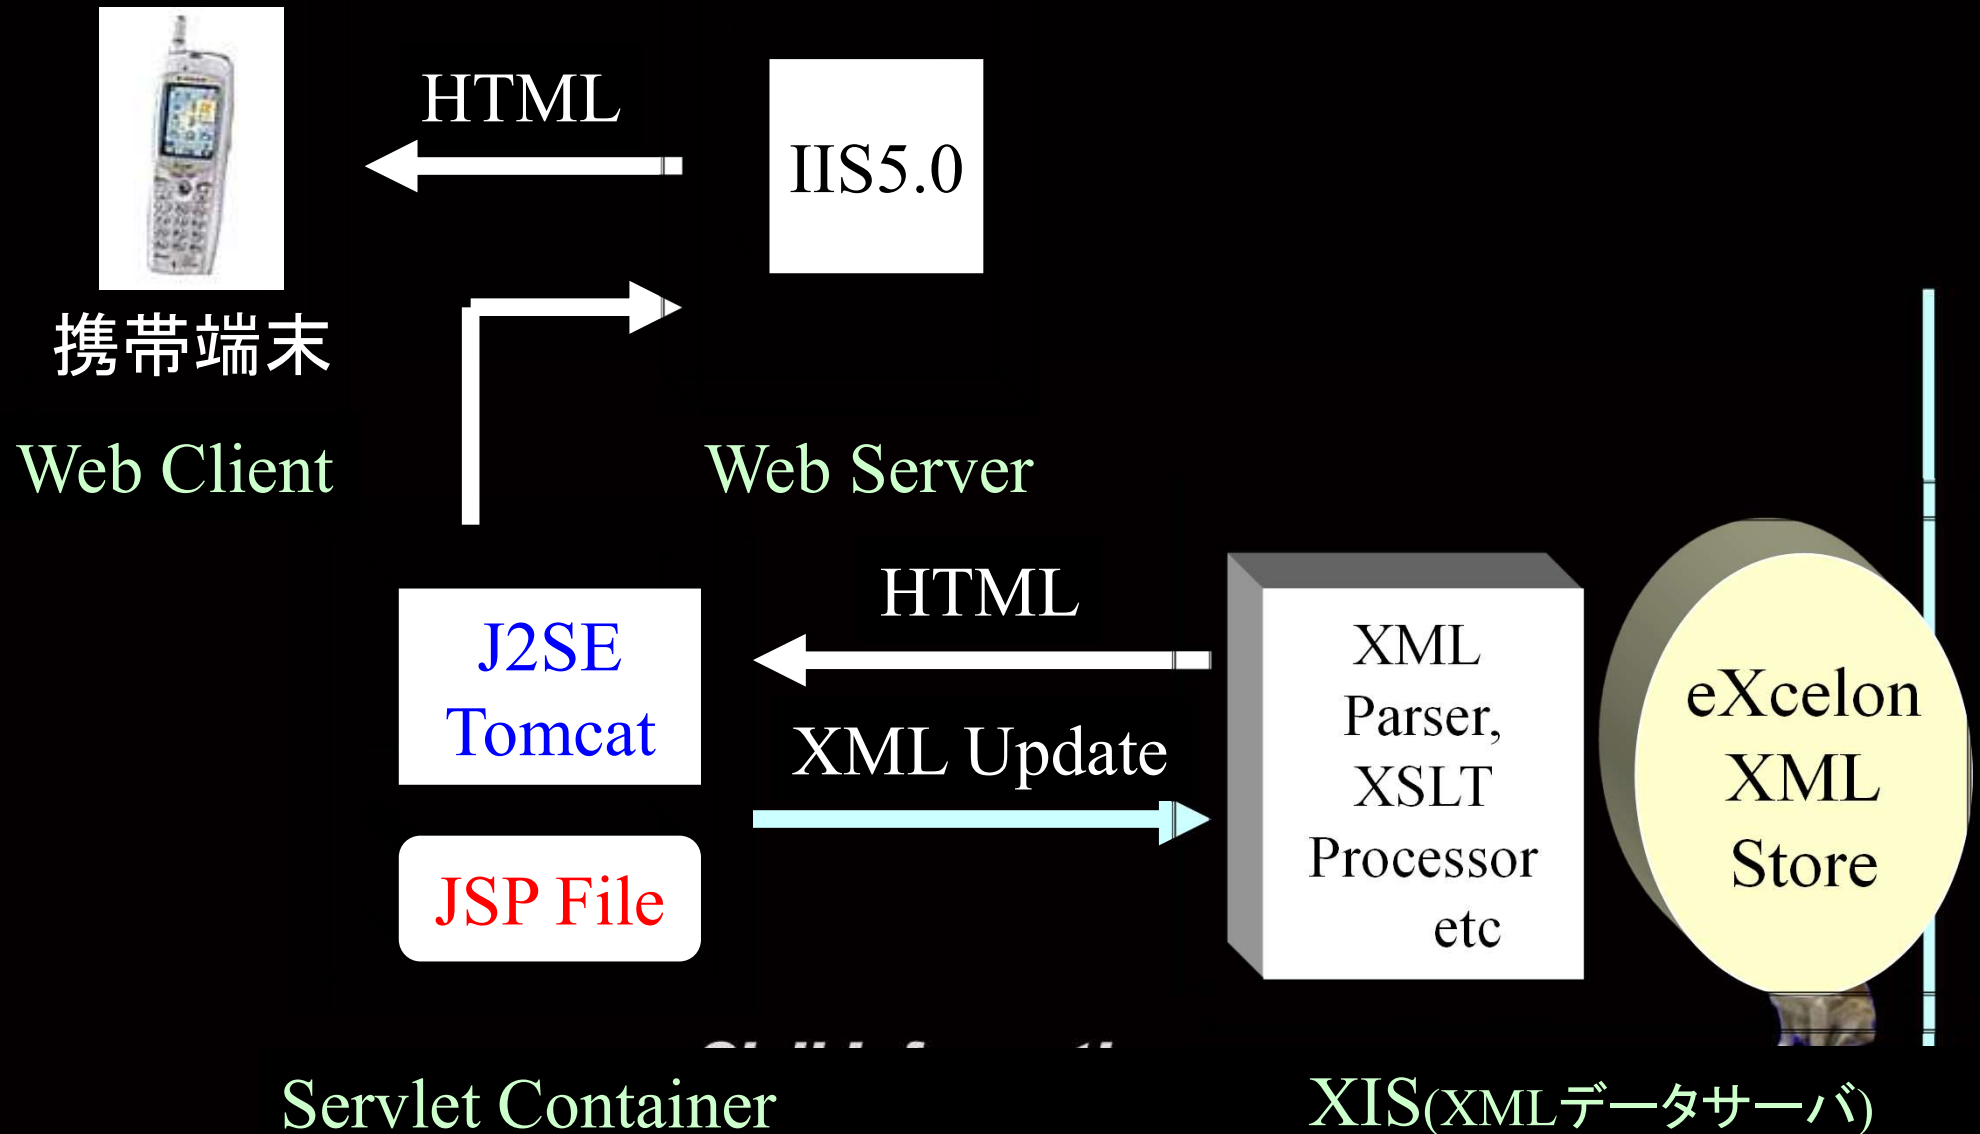 HTML
IIS5.0
携帯端末
Web Client
Web Server
HTML
J2SE
Tomcat
XML Update
JSP File
XML
Parser,
XSLT
Processor
etc
eXcelon
XML
Store
Servlet Container
XIS(XMLデータサーバ)